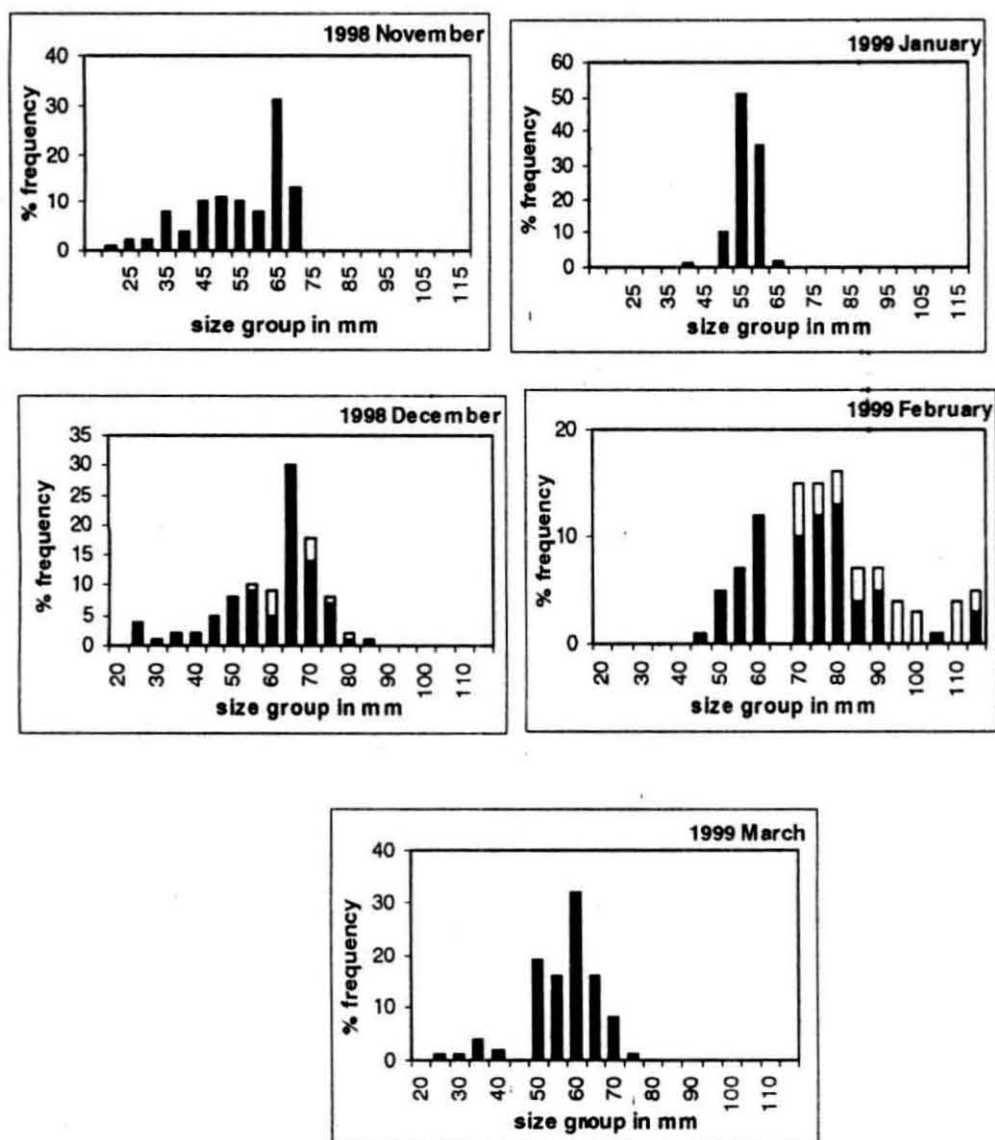 1998 November
40
30
20
10
0
% frequency
25 35 45 55 65 75 85 95 105 115
size group in mm
1999 January
60
50
40
30
20
10
0
% frequency
25 35 45 55 65 75 85 95 105 115
size group in mm
1998 December
35
30
25
20
15
10
5
0
% frequency
20 30 40 50 60 70 80 90 100 110
size group in mm
1999 February
20
10
0
% frequency
20 30 40 50 60 70 80 90 100 110
size group in mm
1999 March
40
30
20
10
0
% frequency
20 30 40 50 60 70 80 90 100 110
size group in mm